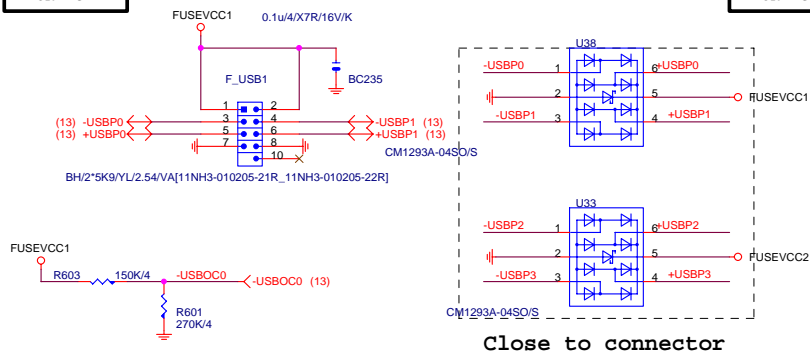 FUSEVCC1
0.1u/4/X7R/16V/K
BC235
F_USB1
1 2
(13) -USBP0 3 4 -USBP1 (13)
(13) +USBP0 5 6 +USBP1 (13)
7 8
10
BH/2*5K9/YL/2.54/VA[11NH3-010205-21R_11NH3-010205-22R]
FUSEVCC1
R603 150K/4 -USBOC0 -USBOC0 (13)
R601
270K/4
U38
-USBP0 1 6 +USBP0
2 5 FUSEVCC1
-USBP1 3 4 +USBP1
CM1293A-04SO/S
U33
-USBP2 1 6 +USBP2
2 5 FUSEVCC2
-USBP3 3 4 +USBP3
CM1293A-04SO/S
Close to connector